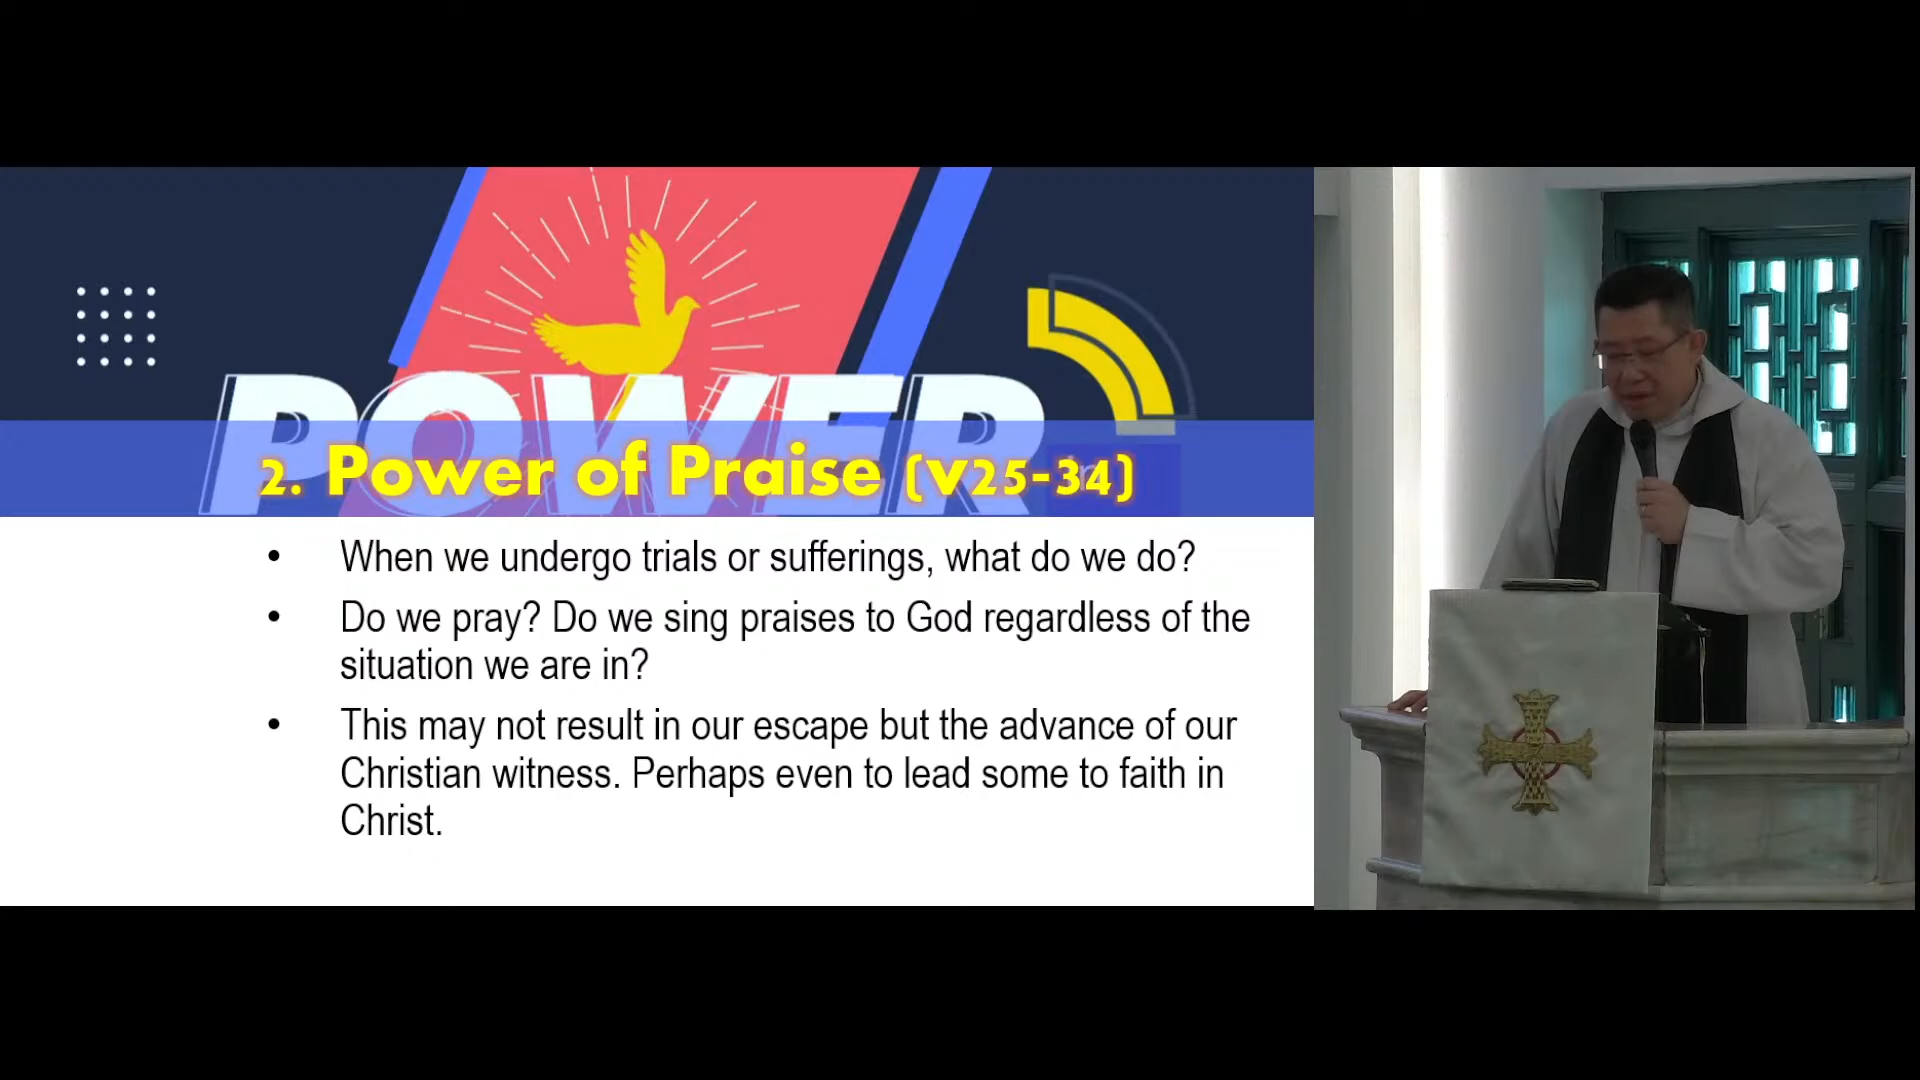 POWER
2. Power of Praise (v25-34)
• When we undergo trials or sufferings, what do we do?
• Do we pray? Do we sing praises to God regardless of the
situation we are in?
• This may not result in our escape but the advance of our
Christian witness. Perhaps even to lead some to faith in
Christ.